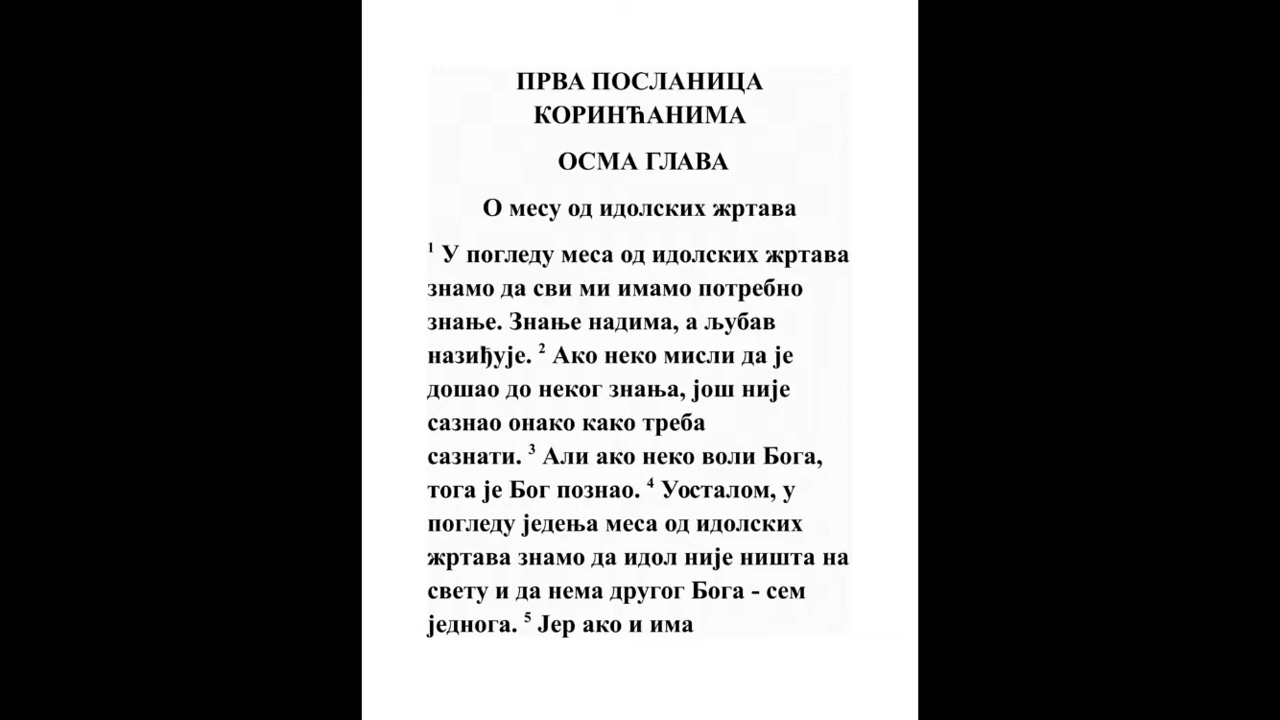 ПРВА ПОСЛАНИЦА
КОРИНЋАНИМА
ОСМА ГЛАВА
О месу од идолских жртава
¹ У погледу меса од идолских жртава
знамо да сви ми имамо потребно
знање. Знање надима, а љубав
назиђује. ² Ако неко мисли да је
дошао до неког знања, још није
сазнао онако како треба
сазнати. ³ Али ако неко воли Бога,
тога је Бог познао. ⁴ Уосталом, у
погледу једења меса од идолских
жртава знамо да идол није ништа на
свету и да нема другог Бога - сем
једнога. ⁵ Јер ако и има